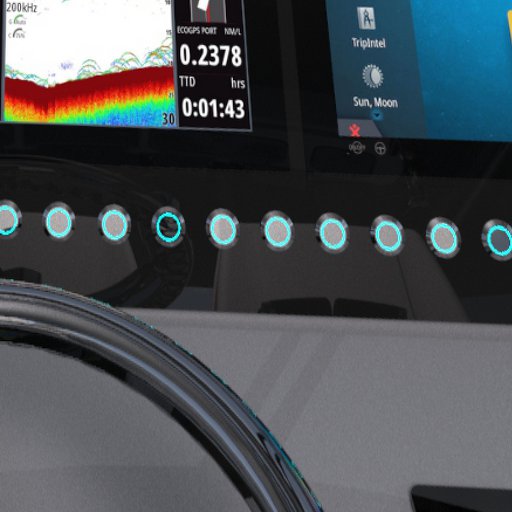 200kHz
ECOGPS PORT NM/L
0.2378
TTD hrs
0:01:43
30
TripIntel
Sun, Moon